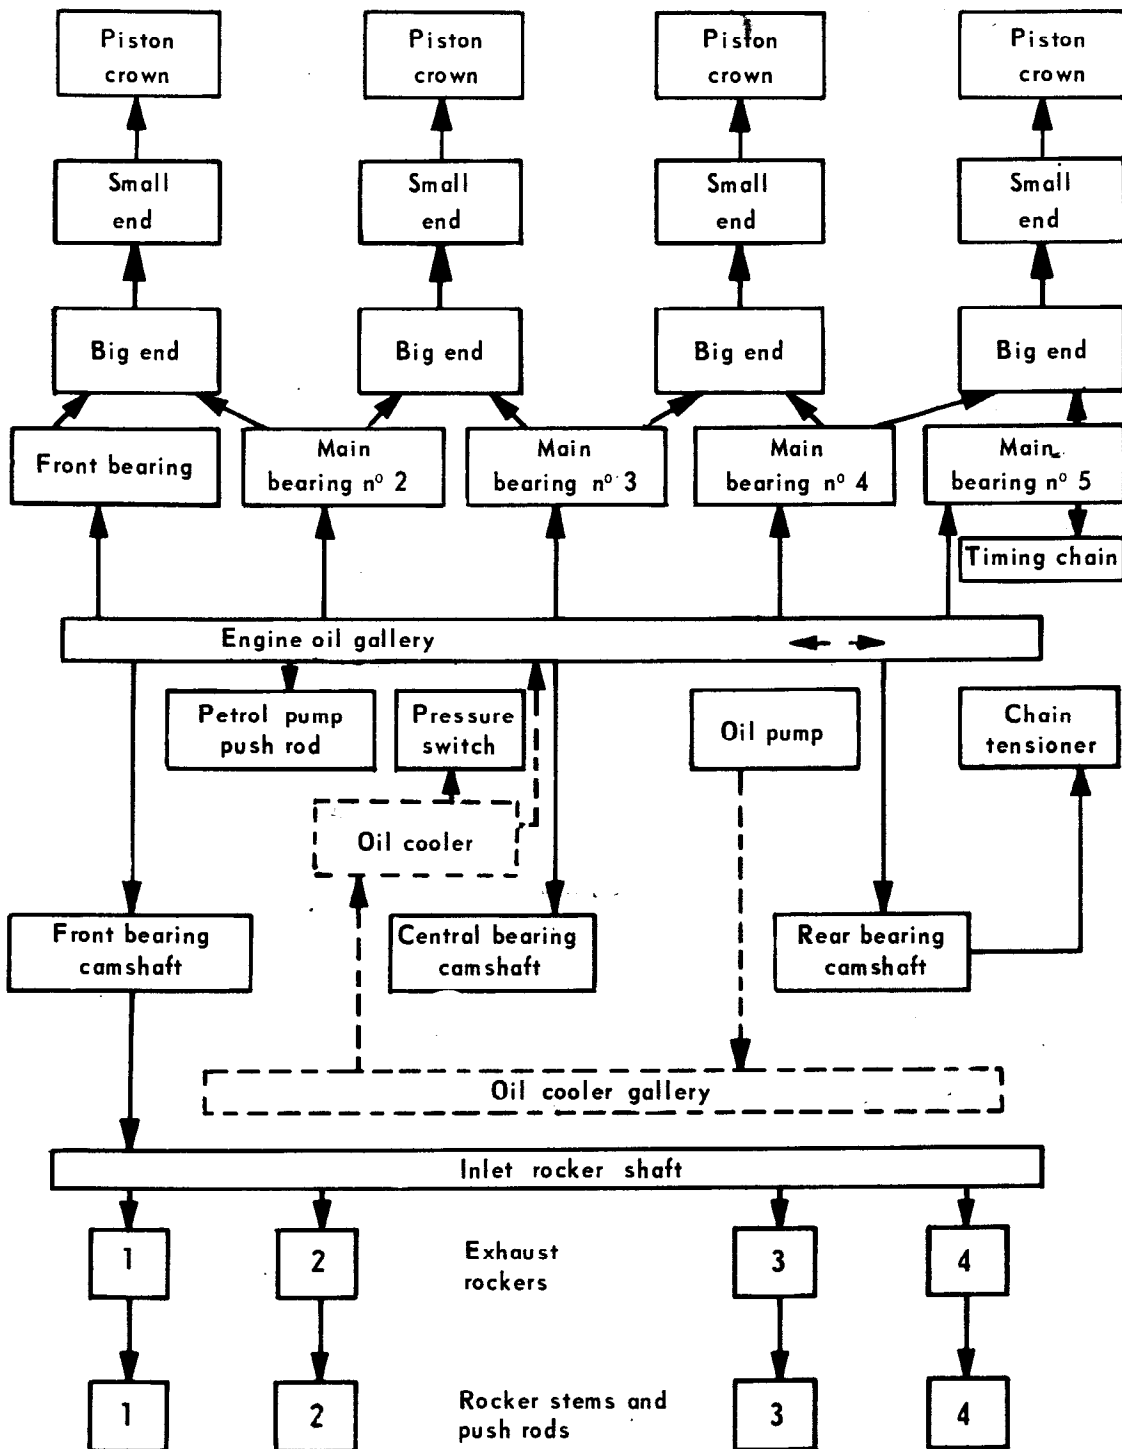 Piston
crown
Piston
crown
Piston
crown
Piston
crown
Small
end
Small
end
Small
end
Small
end
Big end
Big end
Big end
Big end
Front bearing
Main
bearing nº 2
Main
bearing nº 3
Main
bearing nº 4
Main
bearing nº 5
Timing chain
Engine oil gallery
Petrol pump
push rod
Pressure
switch
Oil pump
Chain
tensioner
Oil cooler
Front bearing
camshaft
Central bearing
camshaft
Rear bearing
camshaft
Oil cooler gallery
Inlet rocker shaft
1
2
Exhaust
rockers
3
4
1
2
Rocker stems and
push rods
3
4